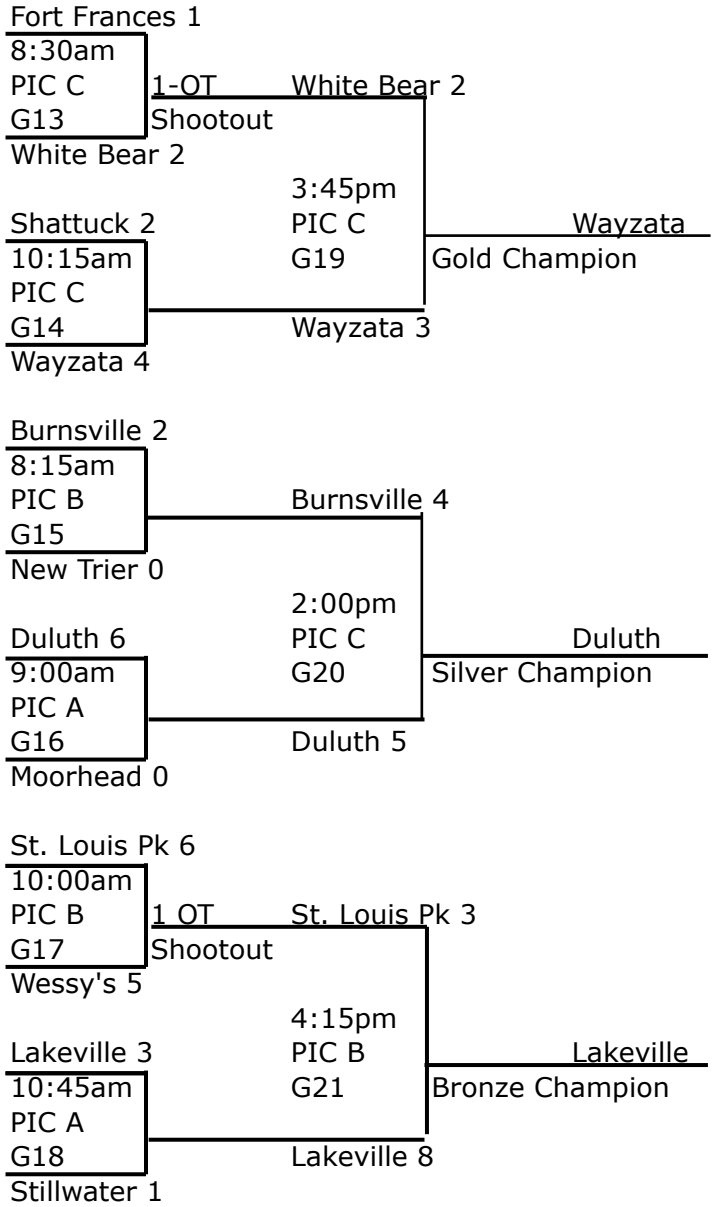 Fort Frances 1
8:30am
PIC C 1-OT White Bear 2
G13 Shootout
White Bear 2
3:45pm
Shattuck 2 PIC C Wayzata
10:15am G19 Gold Champion
PIC C
G14 Wayzata 3
Wayzata 4
Burnsville 2
8:15am
PIC B Burnsville 4
G15
New Trier 0
2:00pm
Duluth 6 PIC C Duluth
9:00am G20 Silver Champion
PIC A
G16 Duluth 5
Moorhead 0
St. Louis Pk 6
10:00am
PIC B 1 OT St. Louis Pk 3
G17 Shootout
Wessy's 5
4:15pm
Lakeville 3 PIC B Lakeville
10:45am G21 Bronze Champion
PIC A
G18 Lakeville 8
Stillwater 1